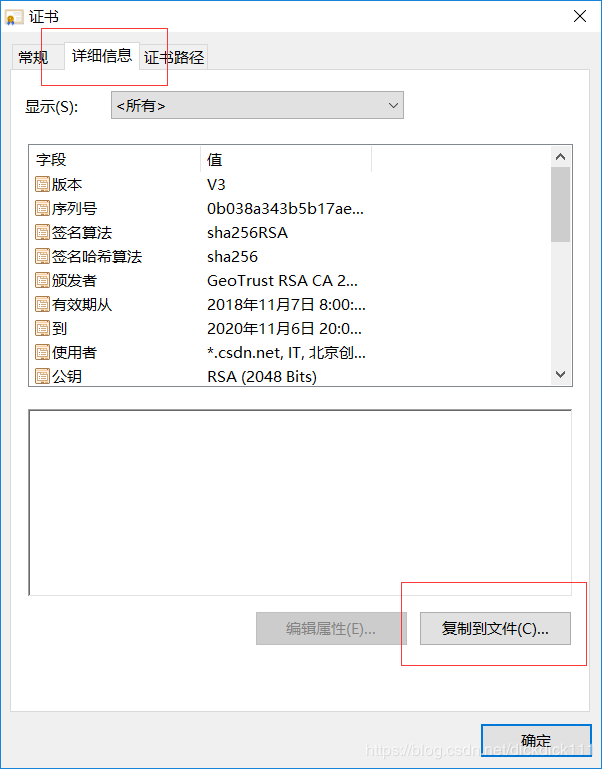 证书
常规 详细信息 证书路径
显示(S): <所有>
字段 值
版本 V3
序列号 0b038a343b5b17ae...
签名算法 sha256RSA
签名哈希算法 sha256
颁发者 GeoTrust RSA CA 2...
有效期从 2018年11月7日 8:00:...
到 2020年11月6日 20:0...
使用者 *.csdn.net, IT, 北京创...
公钥 RSA (2048 Bits)
编辑属性(E)... 复制到文件(C)...
确定
https://blog.csdn.net/dickdick111